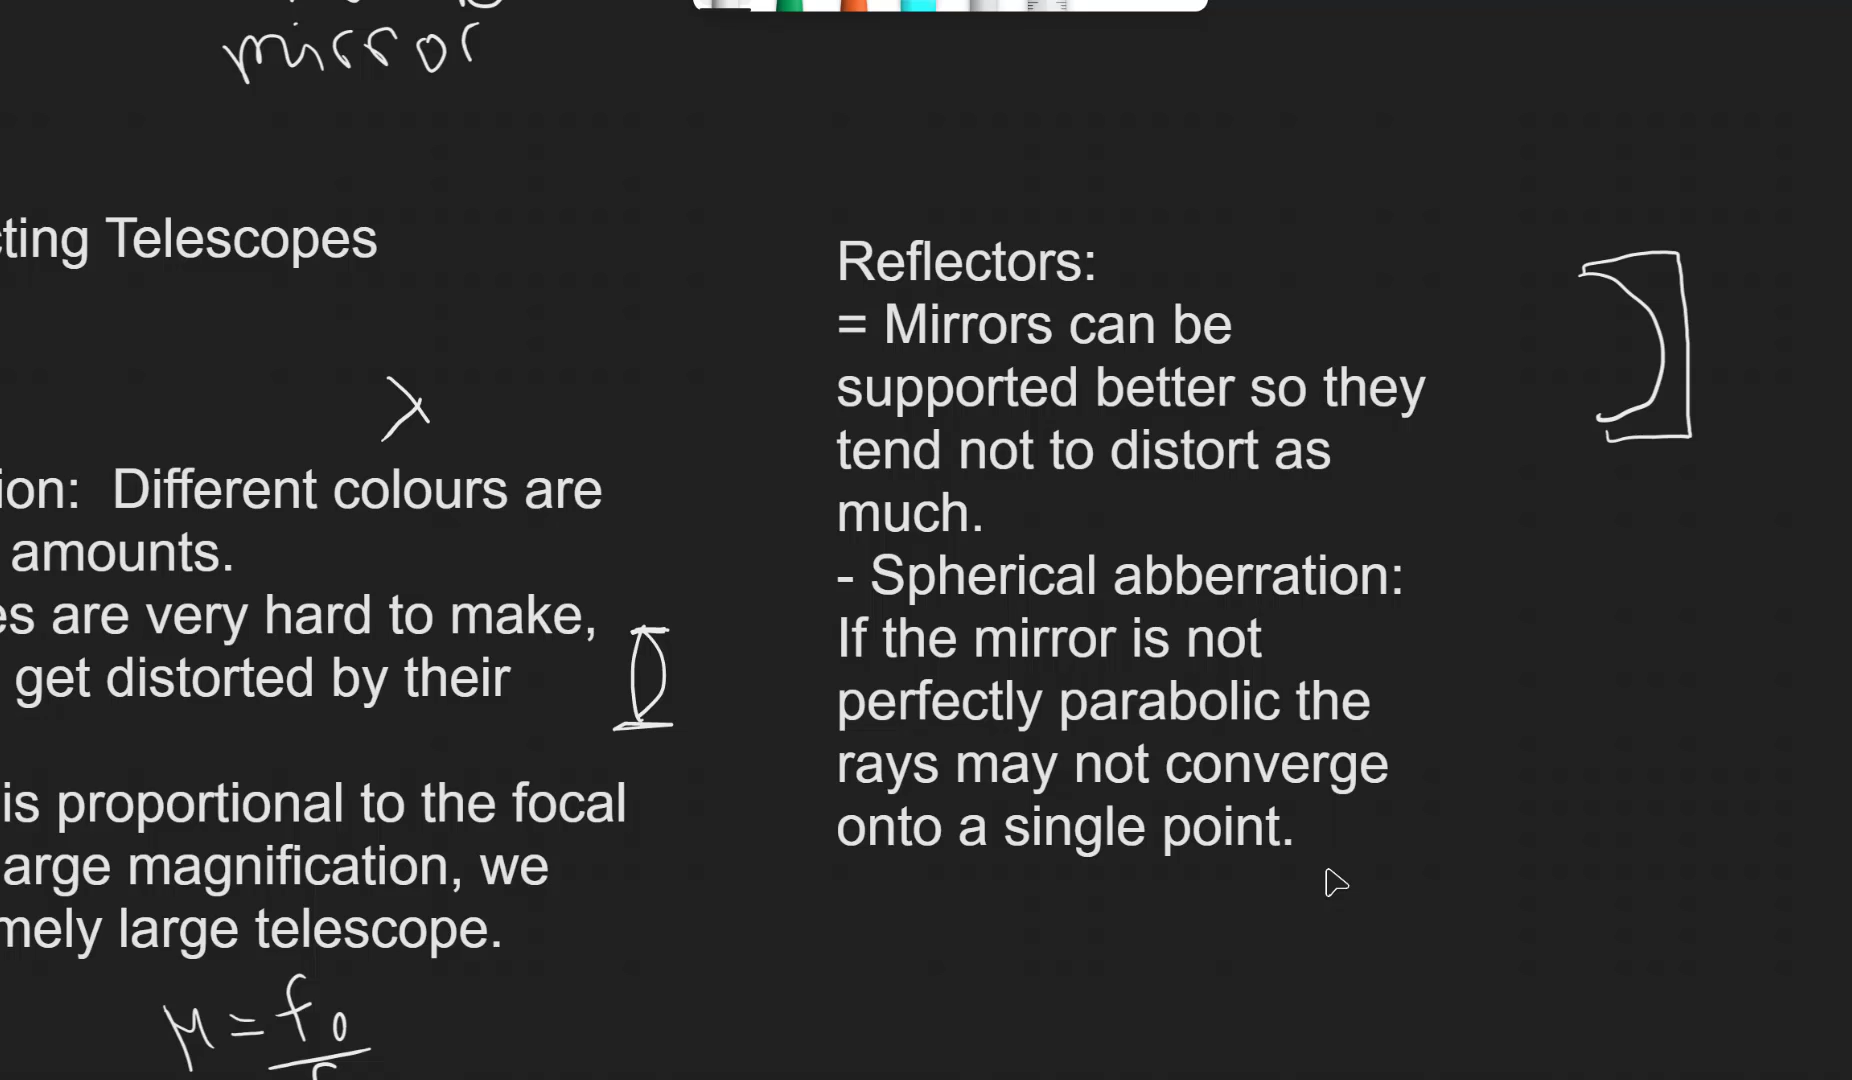 mirror
cting Telescopes
ion: Different colours are
amounts.
es are very hard to make,
get distorted by their
is proportional to the focal
arge magnification, we
mely large telescope.
M = fo
Reflectors:
= Mirrors can be
supported better so they
tend not to distort as
much.
- Spherical abberration:
If the mirror is not
perfectly parabolic the
rays may not converge
onto a single point.